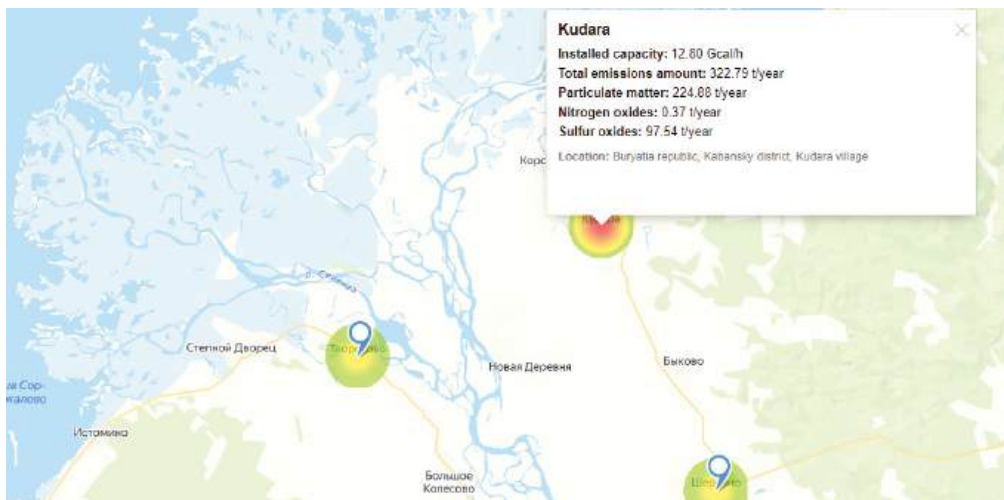 Kudara
Installed capacity: 12.80 Gcal/h
Total emissions amount: 322.79 t/year
Particulate matter: 224.88 t/year
Nitrogen oxides: 0.37 t/year
Sulfur oxides: 97.54 t/year
Location: Buryatia republic, Kabansky district, Kudara village
Степной Дворец
Новая Деревня
Быково
Истомино
Большое
Колесово